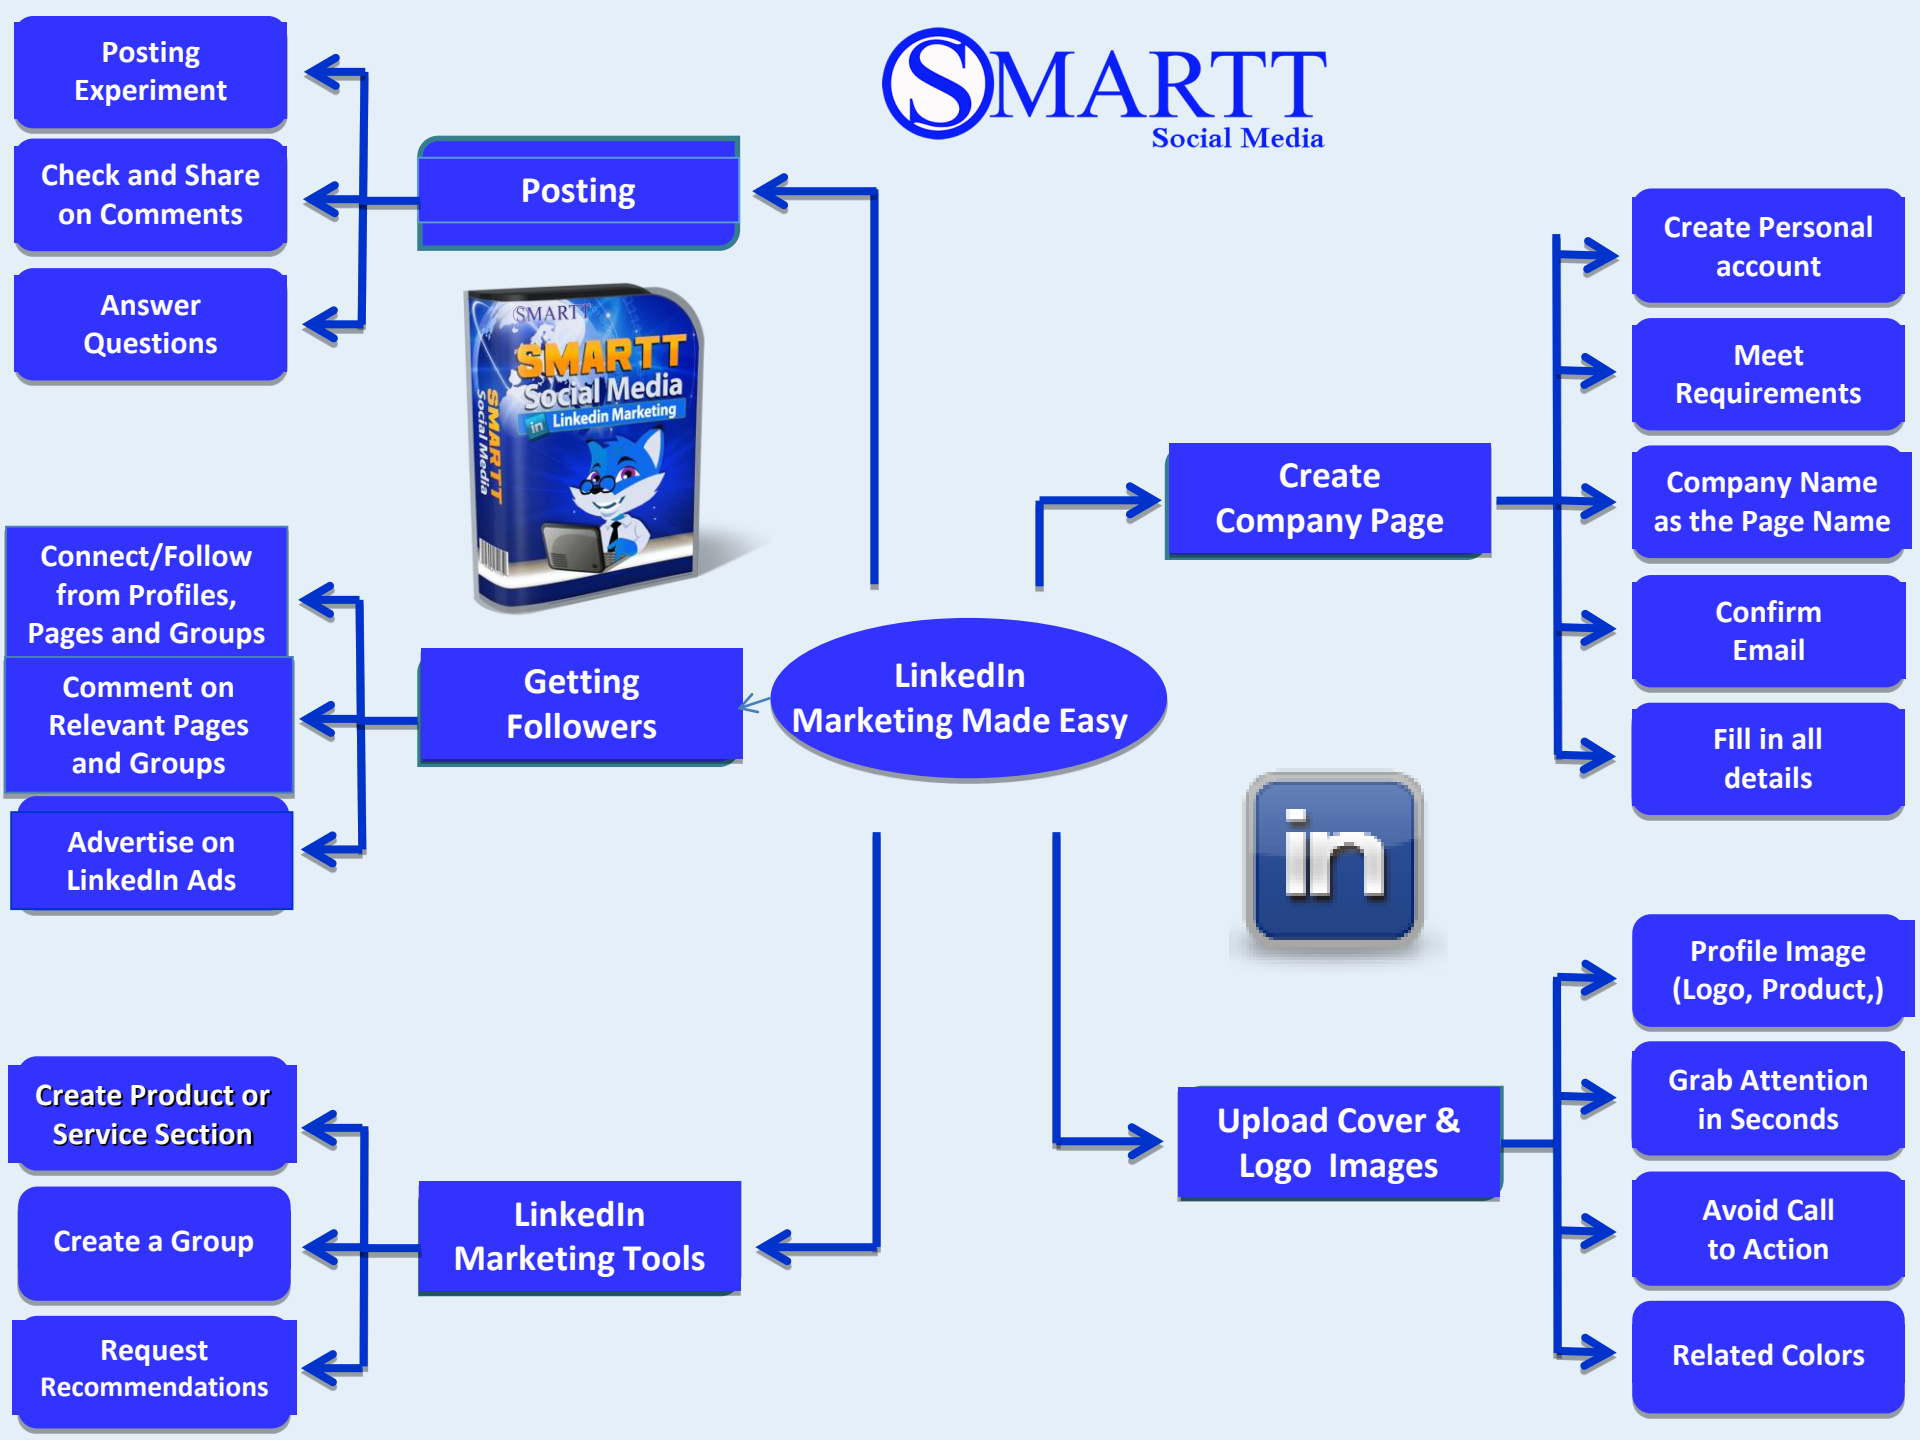 SMARTT
Social Media
Posting
Experiment
Check and Share
on Comments
Answer
Questions
Posting
SMARTT
SMARTT
Social Media
in Linkedin Marketing
SMARTT
Social Media
Connect/Follow
from Profiles,
Pages and Groups
Comment on
Relevant Pages
and Groups
Advertise on
LinkedIn Ads
Getting
Followers
LinkedIn
Marketing Made Easy
Create
Company Page
Create Personal
account
Meet
Requirements
Company Name
as the Page Name
Confirm
Email
Fill in all
details
in
Create Product or
Service Section
Create a Group
Request
Recommendations
LinkedIn
Marketing Tools
Upload Cover &
Logo  Images
Profile Image
(Logo, Product,)
Grab Attention
in Seconds
Avoid Call
to Action
Related Colors